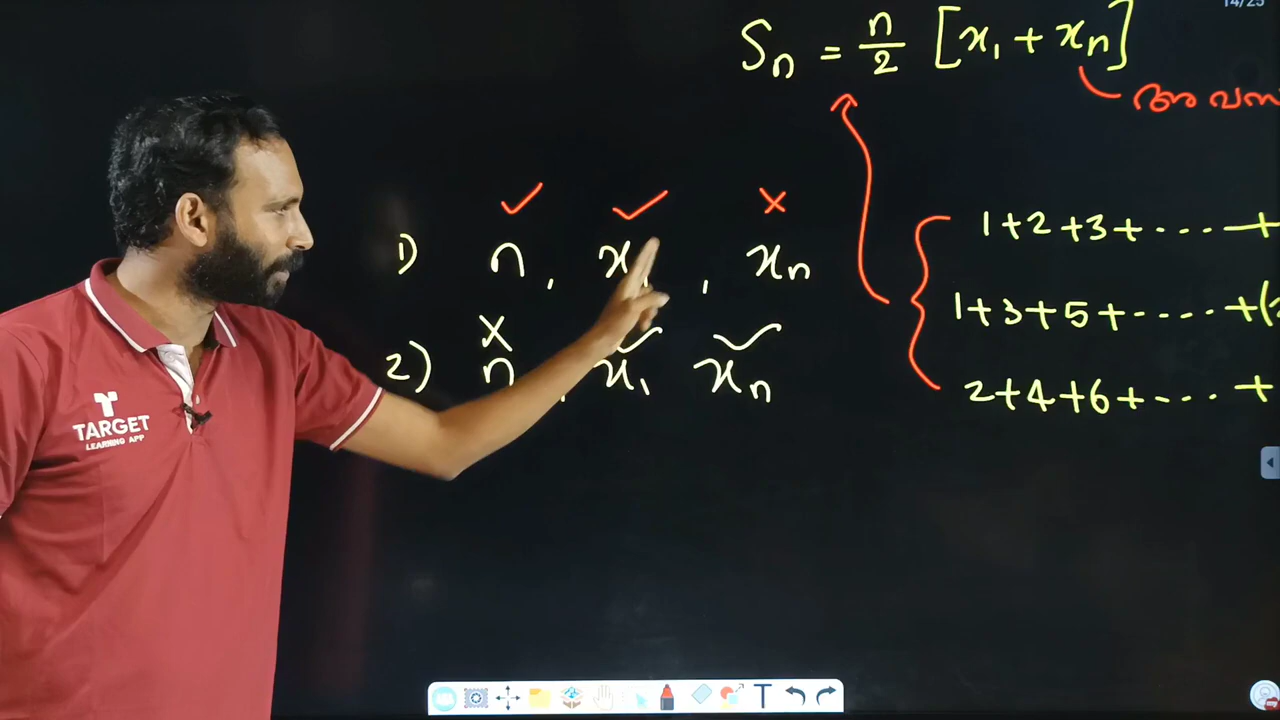 14/25
Sn = n/2 [x₁ + xn]
1+2+3+....+
1) n , x₁ , xn
1+3+5+....+(
2) n , x₁ xn
2+4+6+...+
TARGET
LEARNING APP
T